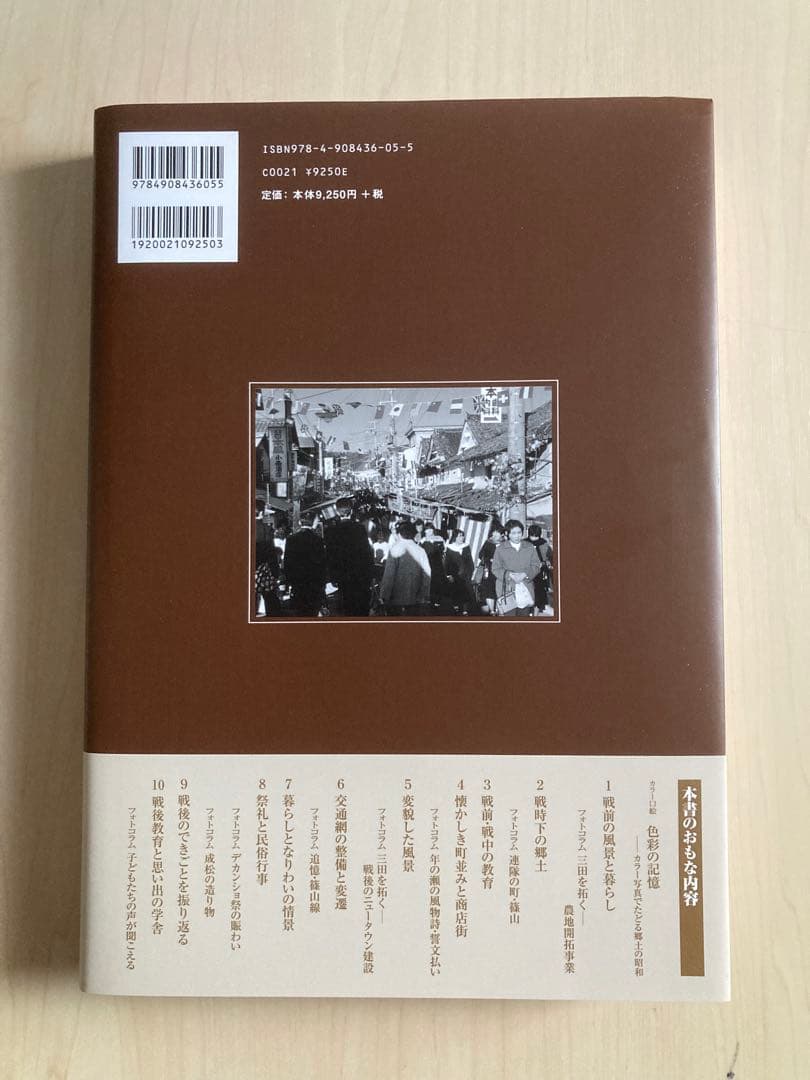 ISBN978-4-908436-05-5
C0021 ¥9250E
定価：本体9,250円＋税
9784908436055
1920021092503
本書のおもな内容
カラー口絵 色彩の記憶
――カラー写真でたどる郷土の昭和
1 戦前の風景と暮らし
フォトコラム 三田を拓く――
農地開拓事業
2 戦時下の郷土
フォトコラム 連隊の町・篠山
3 戦前・戦中の教育
4 懐かしき町並みと商店街
フォトコラム 年の瀬の風物詩・誓文払い
5 変貌した風景
フォトコラム 三田を拓く――
戦後のニュータウン建設
6 交通網の整備と変遷
フォトコラム 追憶・篠山線
7 暮らしとなりわいの情景
8 祭礼と民俗行事
フォトコラム デカンショ祭の賑わい
フォトコラム 成松の造り物
9 戦後のできごとを振り返る
10 戦後教育と思い出の学舎
フォトコラム 子どもたちの声が聞こえる